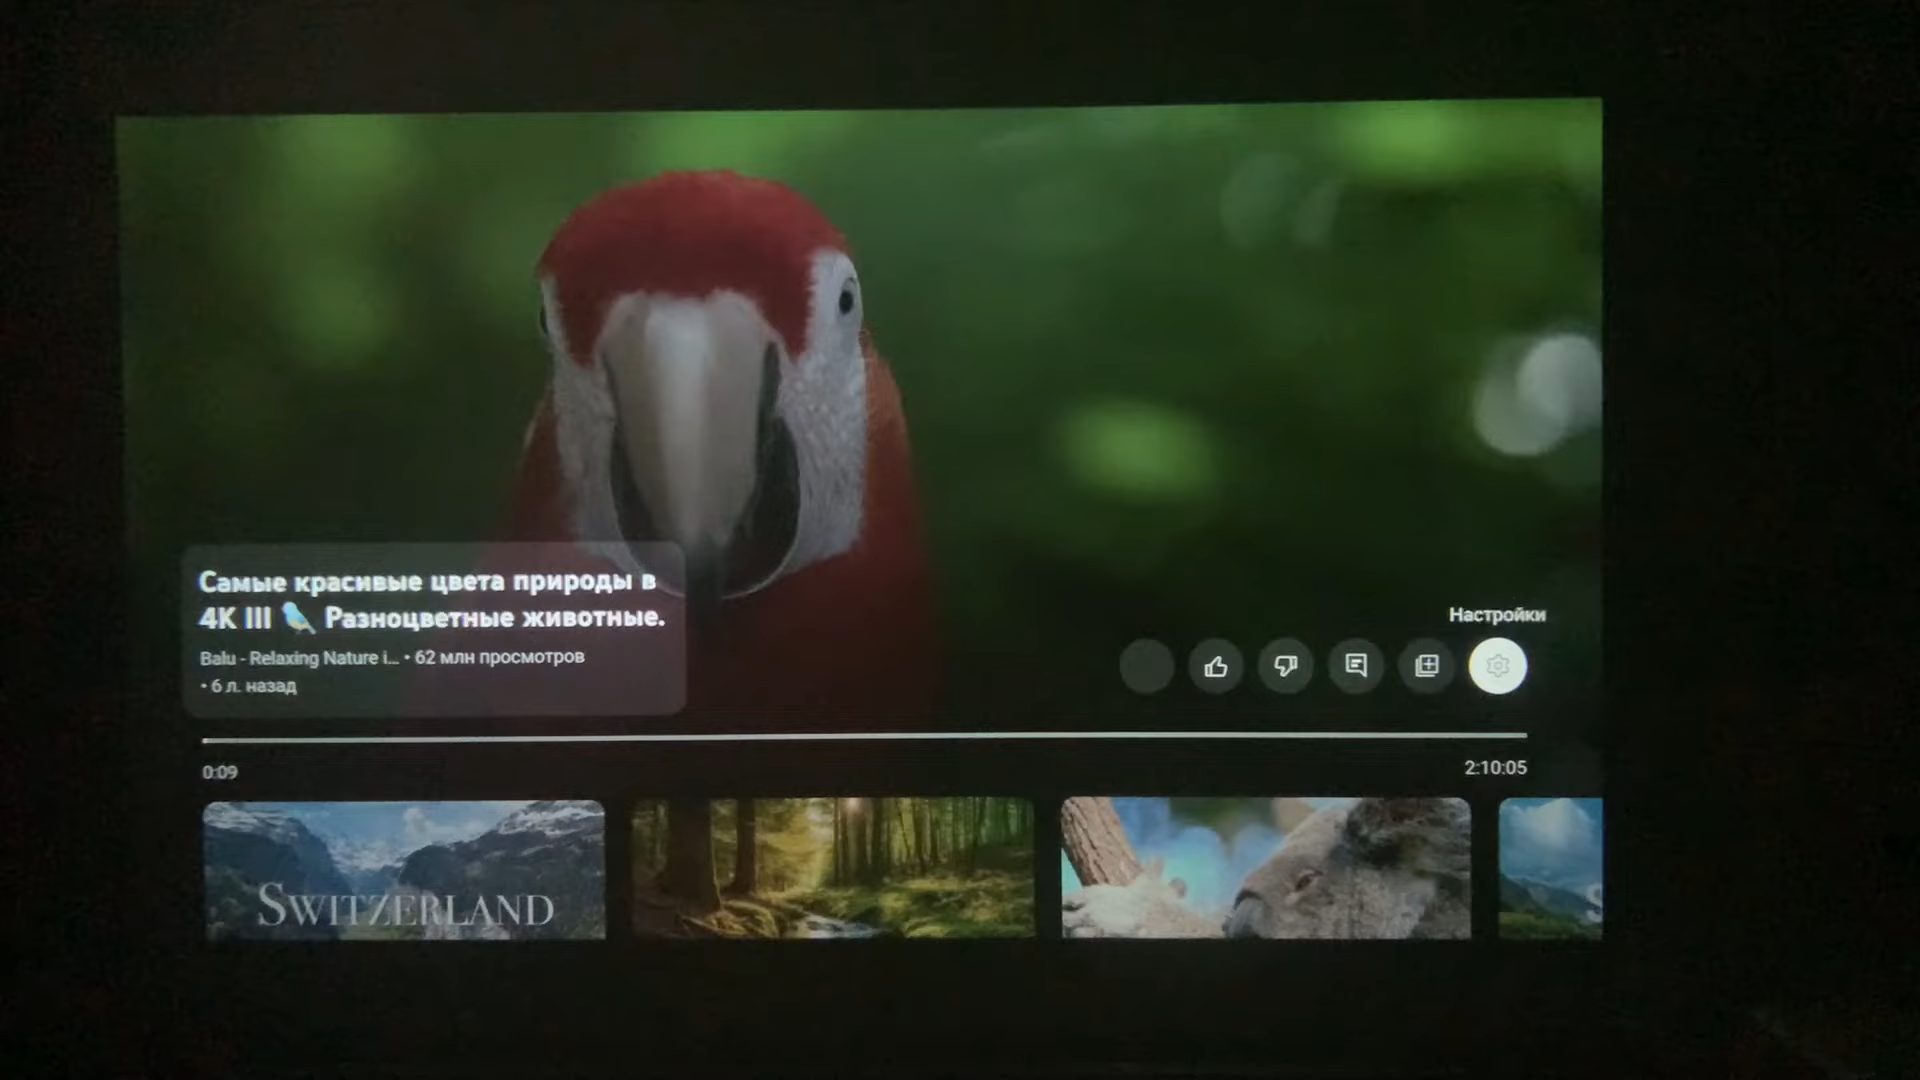 Самые красивые цвета природы в
4K III 🐦 Разноцветные животные.
Balu - Relaxing Nature i... • 62 млн просмотров
• 6 л. назад
Настройки
0:09
2:10:05
SWITZERLAND